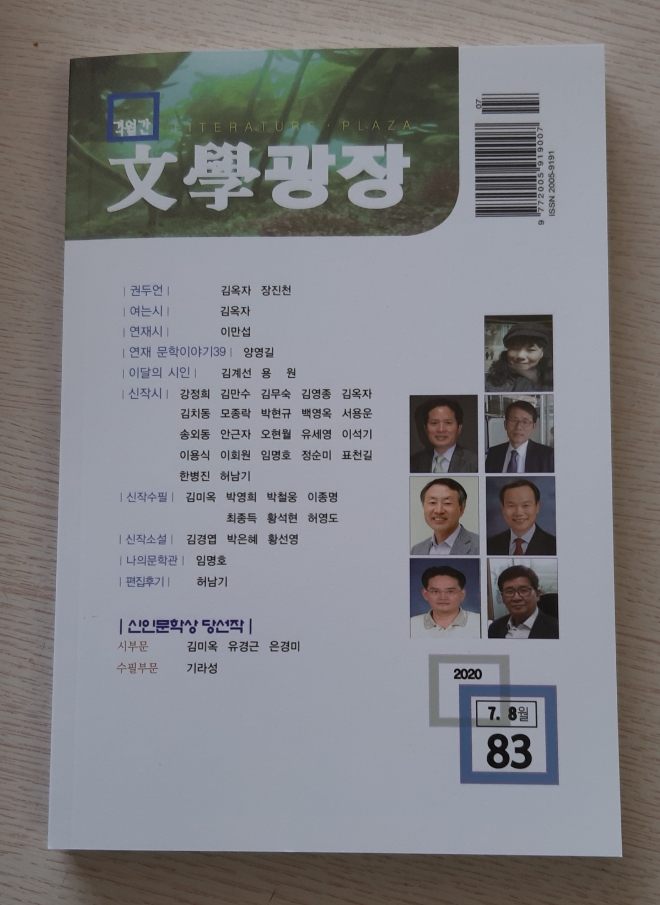 격월간
LITERATURE · PLAZA
文學광장
07
9 772005 919007
ISSN 2005-9191
| 권두언 | 김옥자 장진천
| 여는시 | 김옥자
| 연재시 | 이만섭
| 연재 문학이야기39 | 양영길
| 이달의 시인 | 김계선 용 원
| 신작시 | 강정희 김만수 김무숙 김영종 김옥자
김치동 모종락 박현규 백영옥 서용운
송외동 안근자 오현월 유세영 이석기
이용식 이회원 임명호 정순미 표천길
한병진 허남기
| 신작수필 | 김미옥 박영희 박철웅 이종명
최종득 황석현 허영도
| 신작소설 | 김경엽 박은혜 황선영
| 나의문학관 | 임명호
| 편집후기 | 허남기
| 신인문학상 당선작 |
시부문 김미옥 유경근 은경미
수필부문 기라성
2020
7. 8월
83